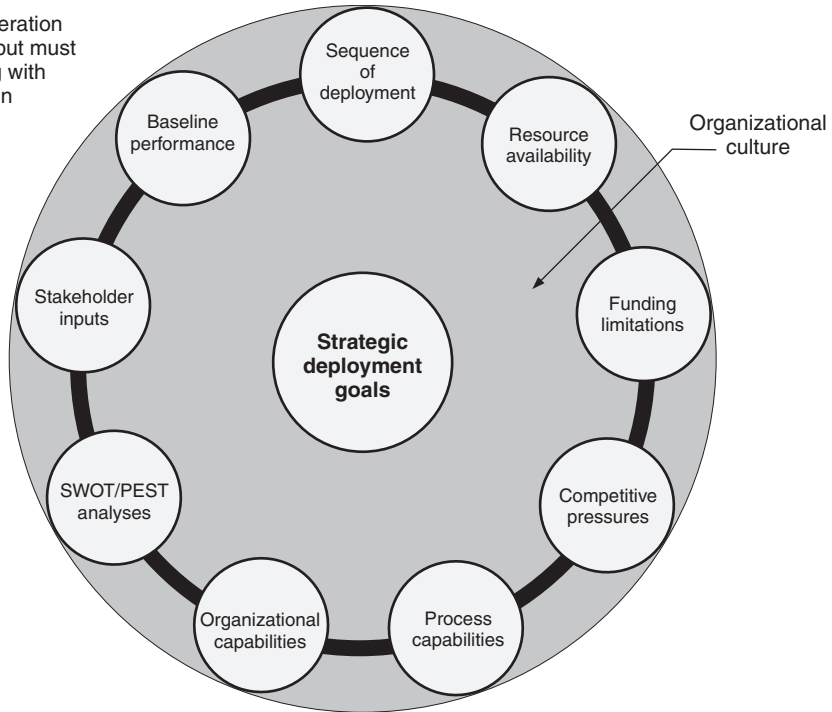 eration
but must
with
n
Sequence
of
deployment
Baseline
performance
Resource
availability
Organizational
culture
Stakeholder
inputs
Funding
limitations
Strategic
deployment
goals
SWOT/PEST
analyses
Competitive
pressures
Organizational
capabilities
Process
capabilities